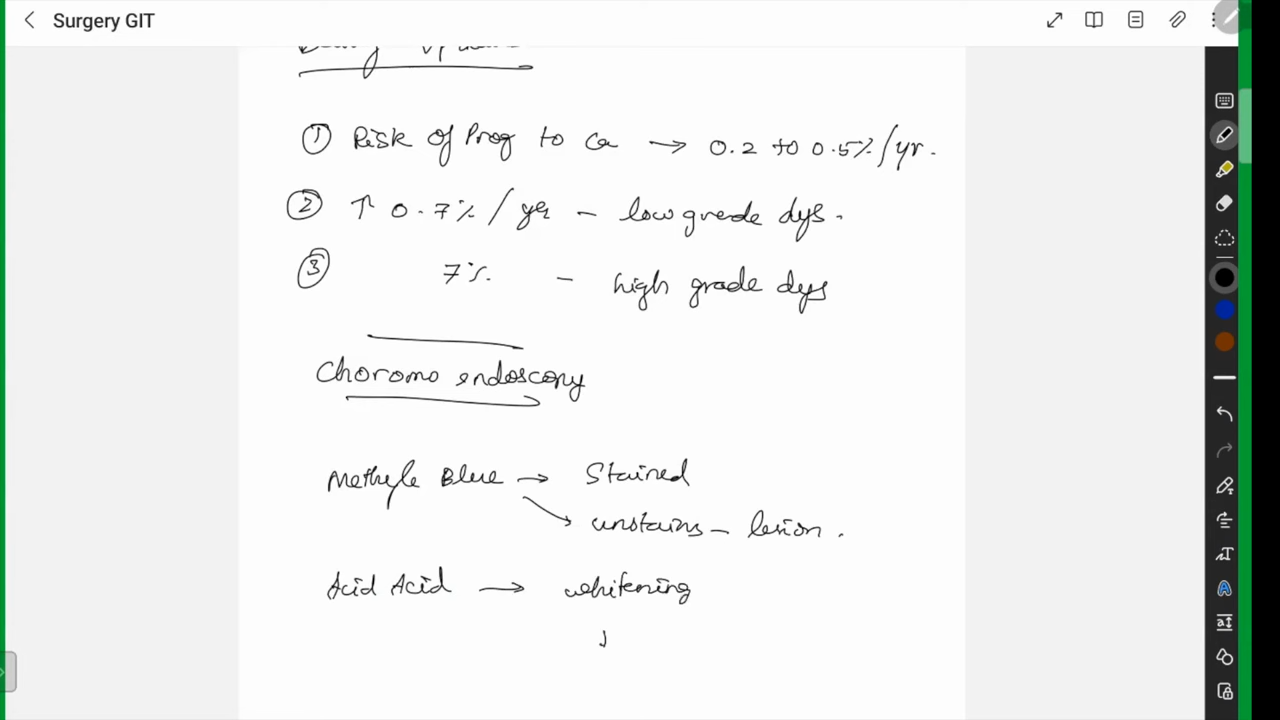 Surgery GIT
① Risk of Prog to Ca → 0.2 to 0.5%/yr.
② ↑ 0.7%/yr - low grade dys.
③ 7%. - high grade dys
Choromo endoscopy
Methyle Blue → Stained
→ unstains - lesion.
Acid Acid → whitening
↓